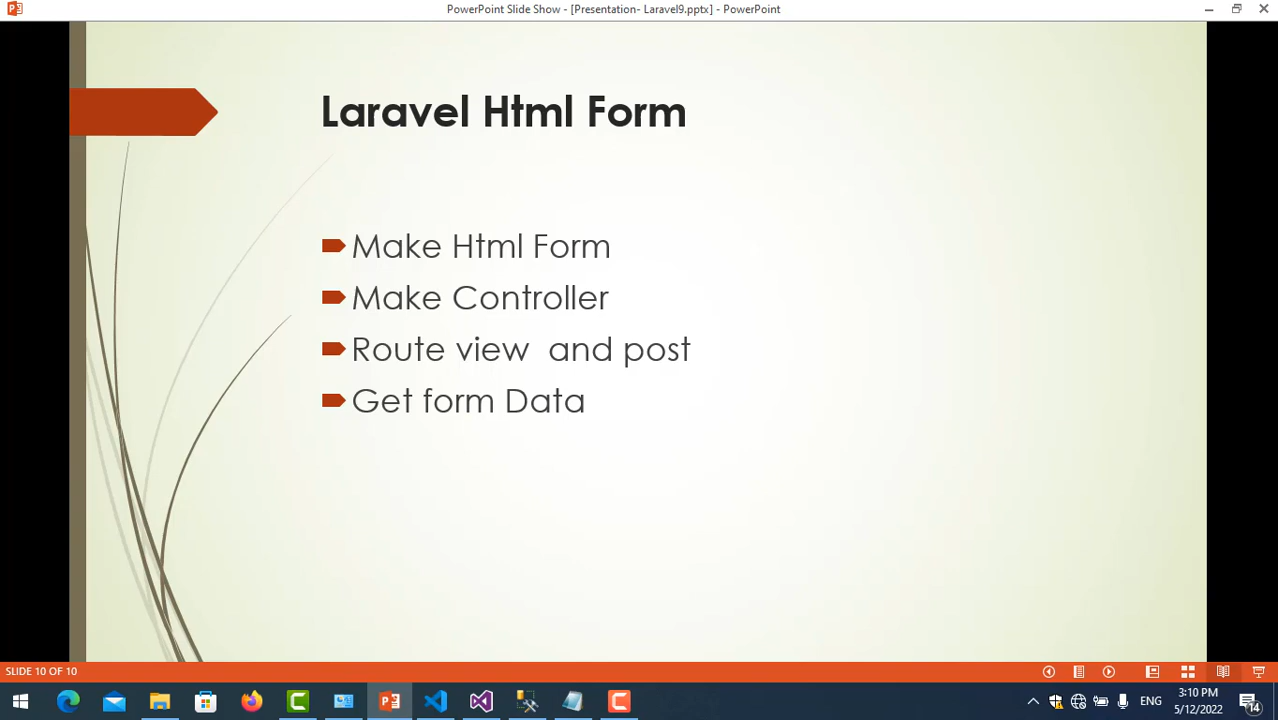 PowerPoint Slide Show - [Presentation- Laravel9.pptx] - PowerPoint
Laravel Html Form
Make Html Form
Make Controller
Route view  and post
Get form Data
SLIDE 10 OF 10
ENG
3:10 PM
5/12/2022
14